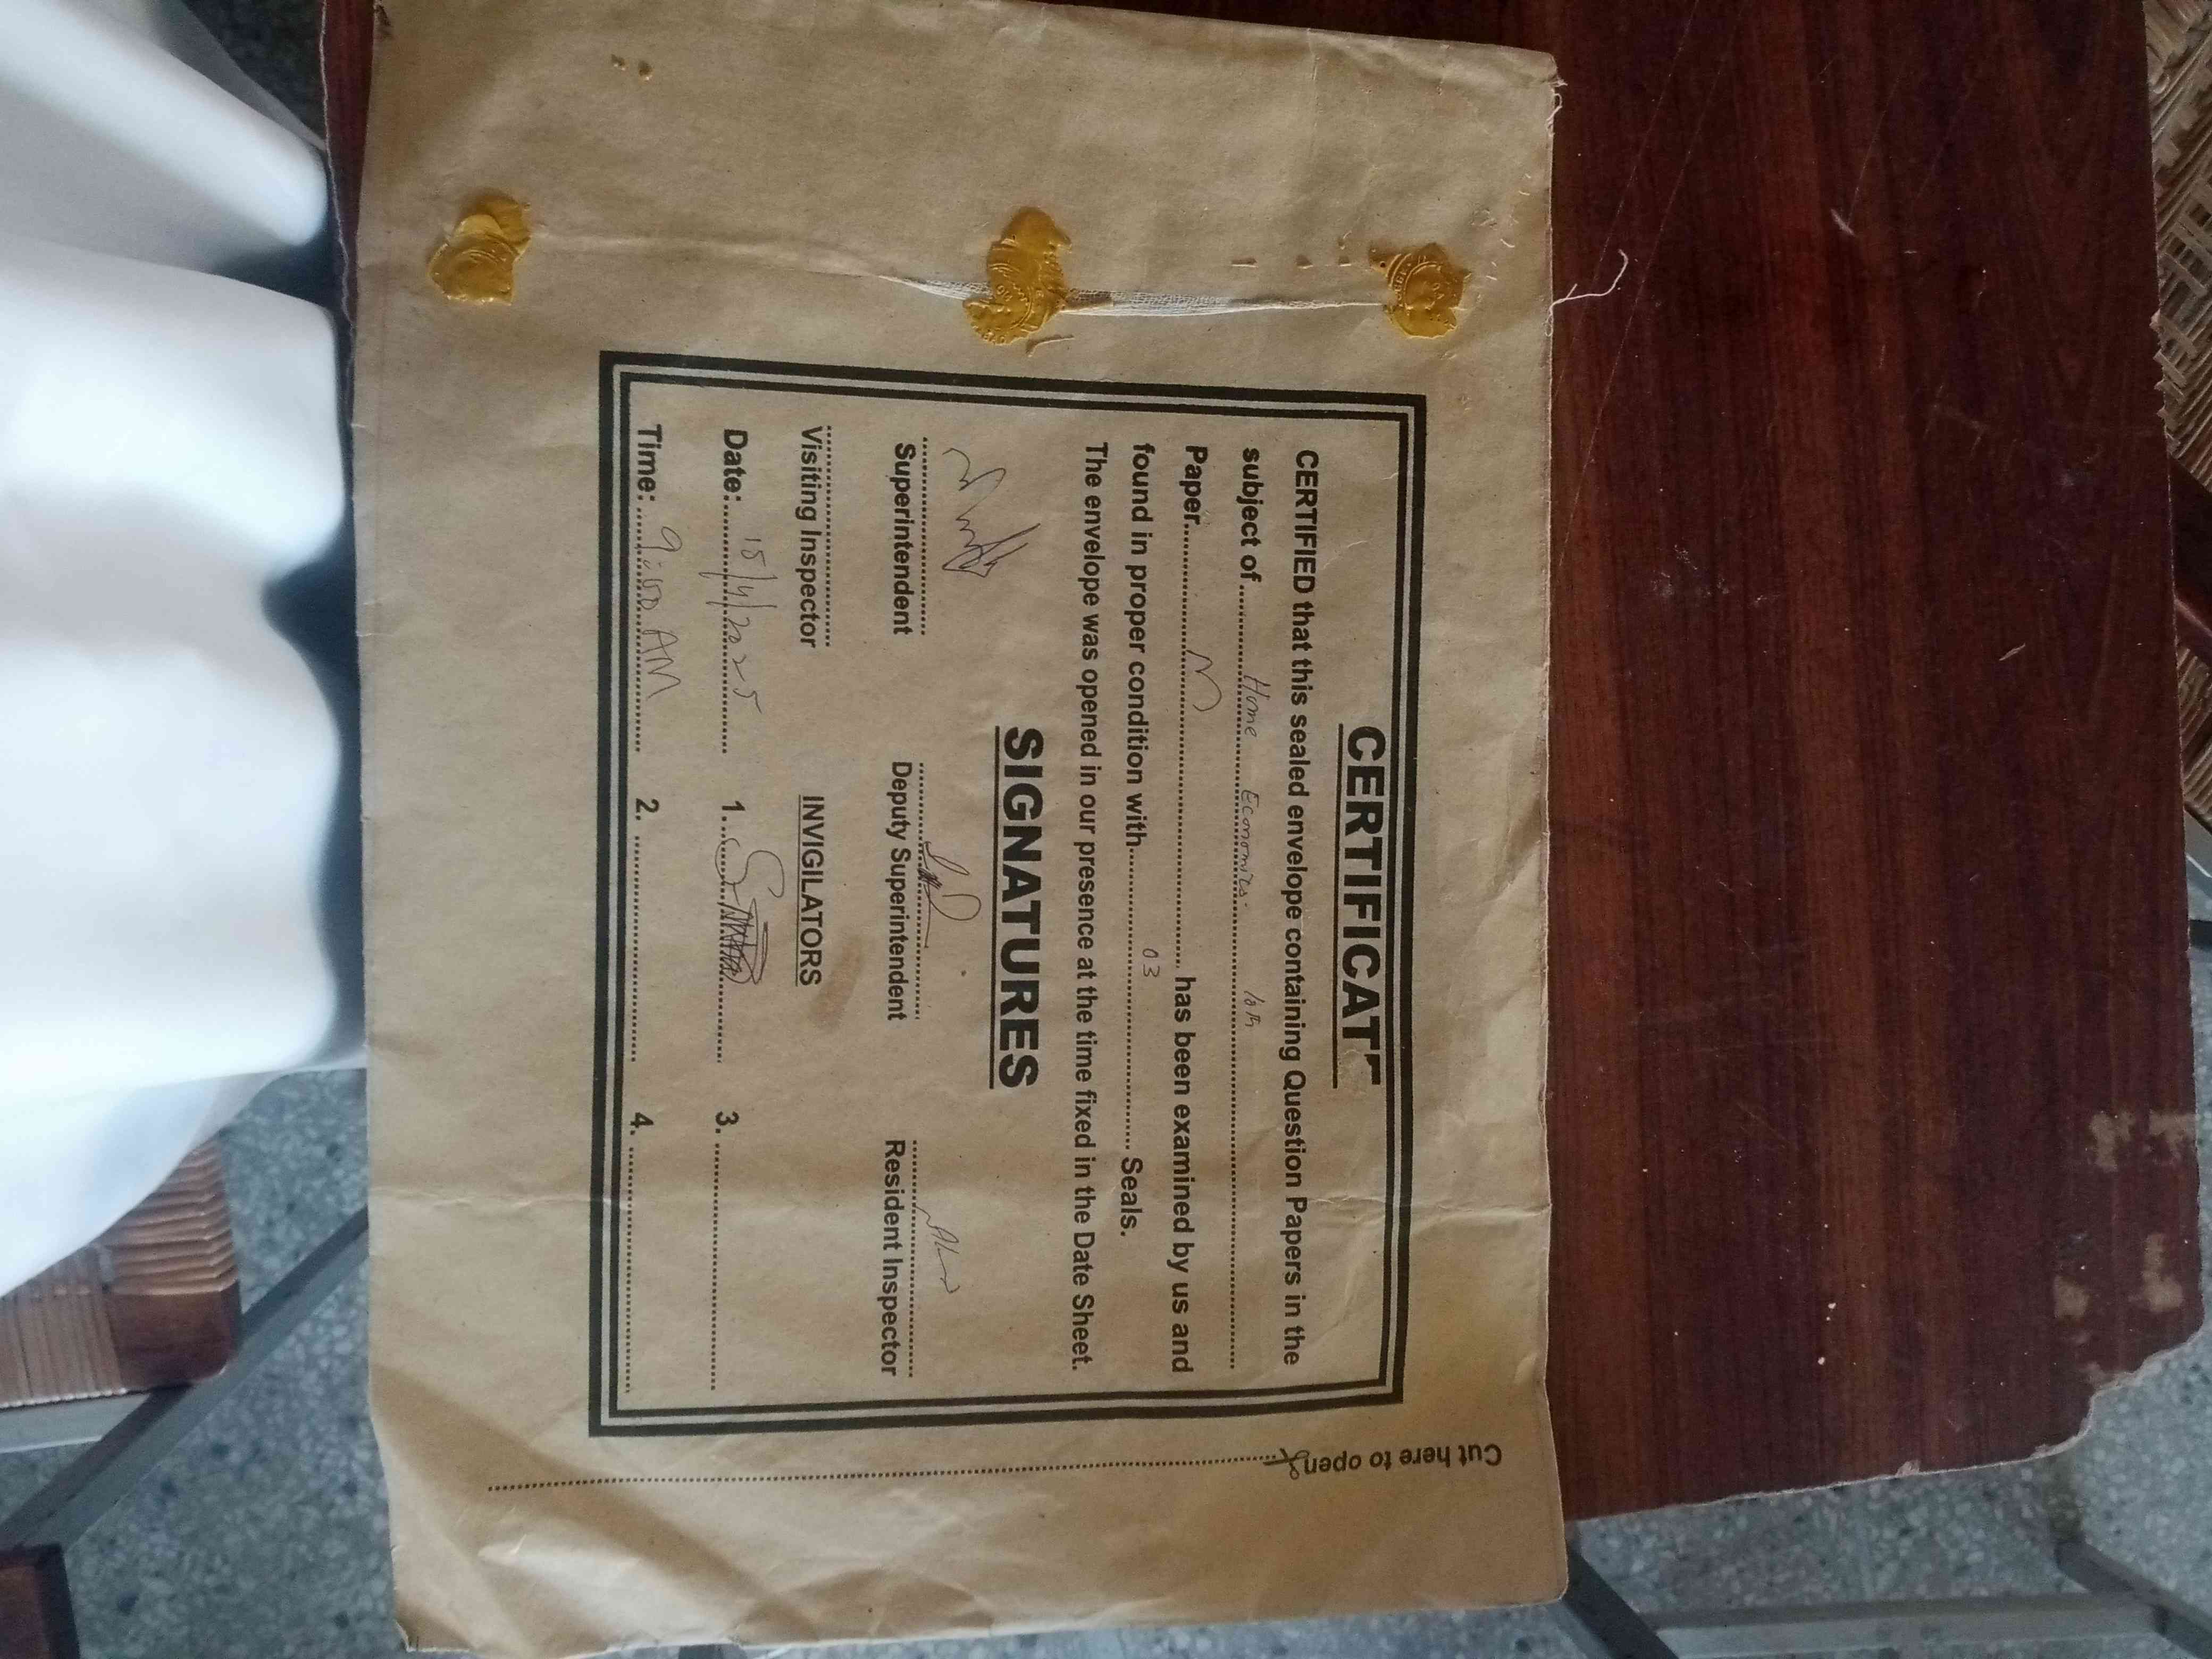 CERTIFICAT
CERTIFIED that this sealed envelope containing Question Papers in the
subject of Home Economics. 10th
Paper has been examined by us and
found in proper condition with 03 Seals.
The envelope was opened in our presence at the time fixed in the Date Sheet.
SIGNATURES
Superintendent Deputy Superintendent Resident Inspector
Visiting Inspector INVIGILATORS
Date: 15/4/2025 1. 3.
Time: 9:00 AM 2. 4.
Cut here to open